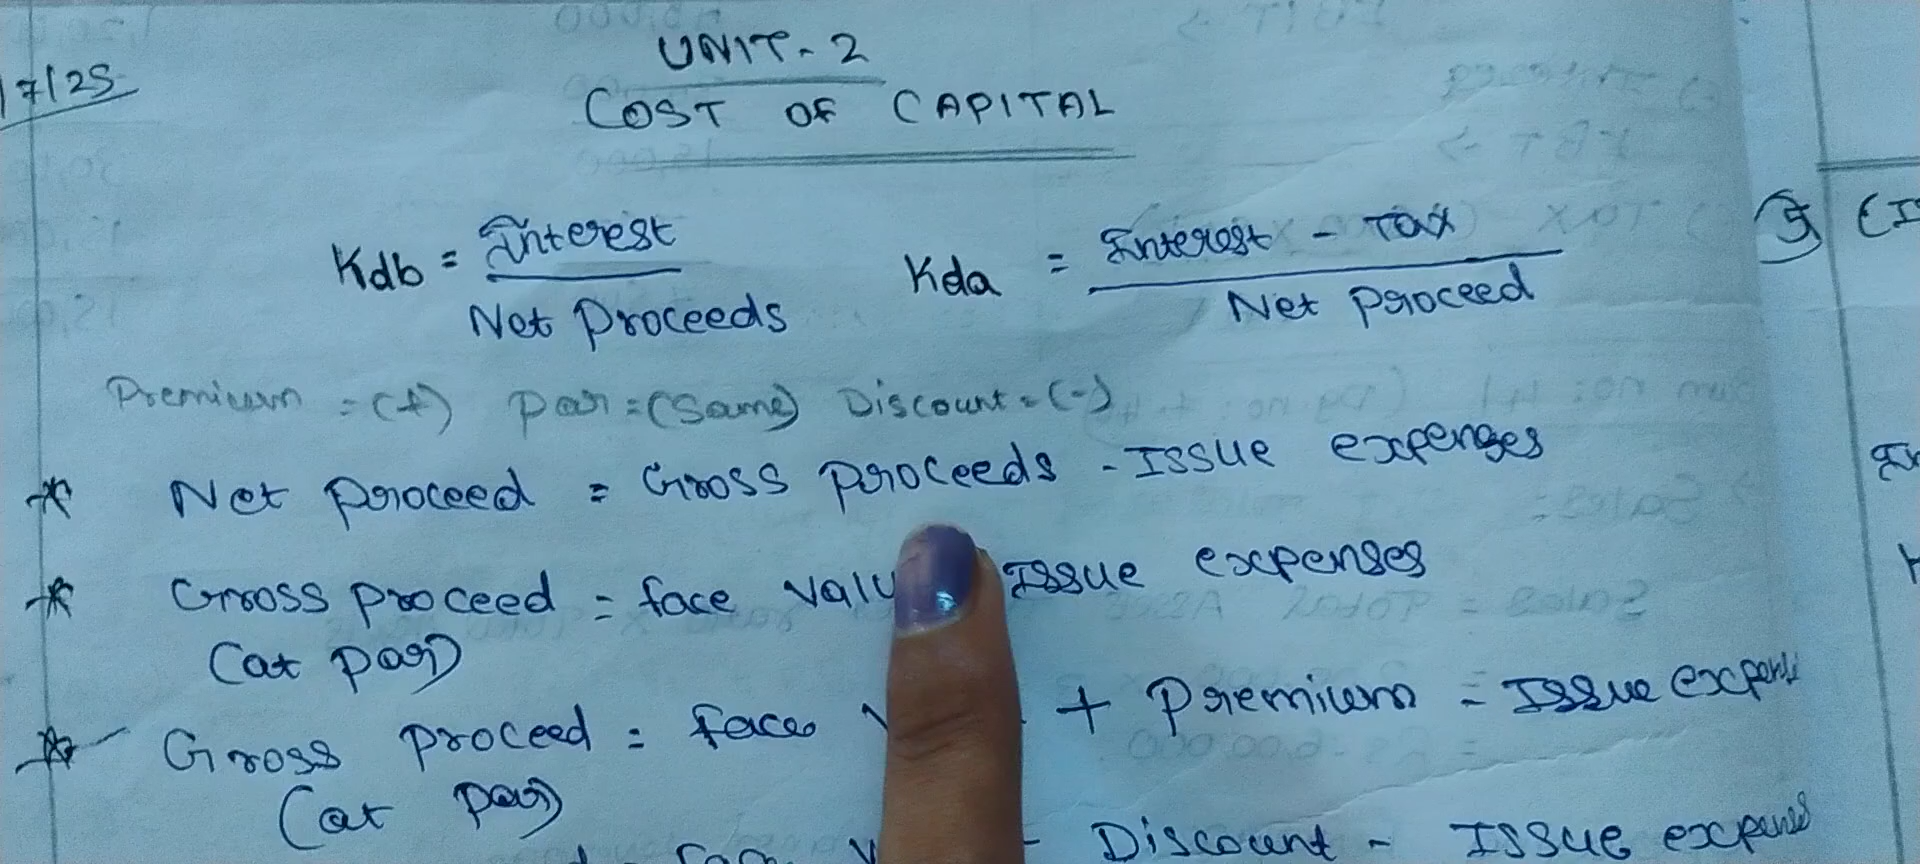 17/25
UNIT-2
COST OF CAPITAL
Kdb = Interest / Net Proceeds
Kda = Interest - Tax / Net proceed
Premium = (+) Par = (Same) Discount = (-)
* Net proceed = Gross proceeds - Issue expenses
* Gross proceed = face Issue expenses
(at par)
* Gross proceed = face + Premium - Issue
(at par)
Discount - Issue